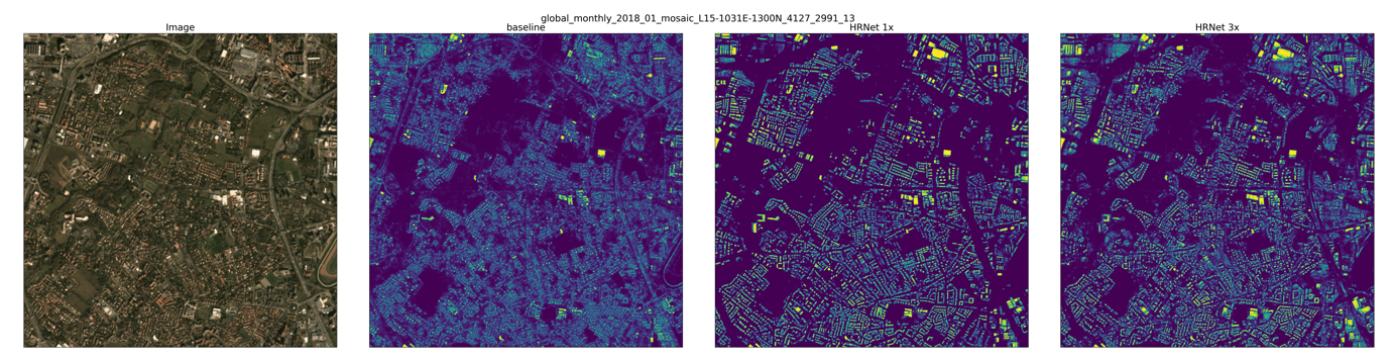 global_monthly_2018_01_mosaic_L15-1031E-1300N_4127_2991_13
Image
baseline
HRNet 1x
HRNet 3x